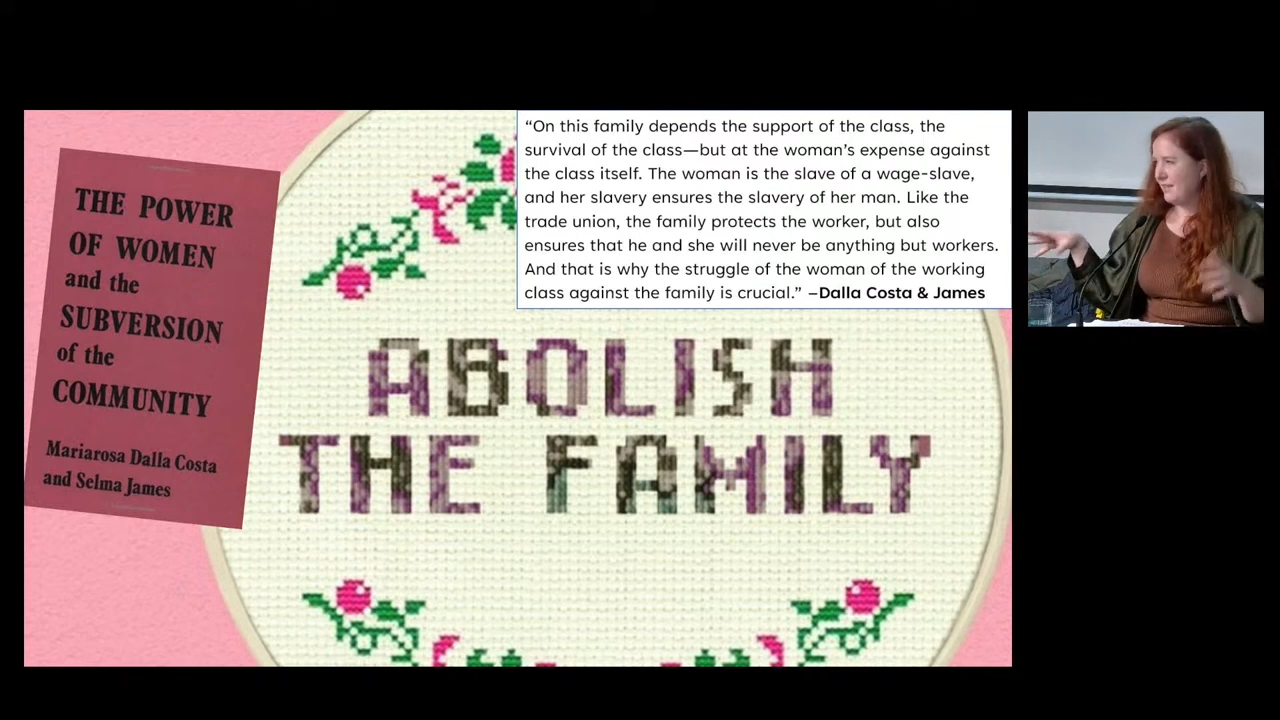 THE POWER
OF WOMEN
and the
SUBVERSION
of the
COMMUNITY
Mariarosa Dalla Costa
and Selma James
“On this family depends the support of the class, the
survival of the class—but at the woman’s expense against
the class itself. The woman is the slave of a wage-slave,
and her slavery ensures the slavery of her man. Like the
trade union, the family protects the worker, but also
ensures that he and she will never be anything but workers.
And that is why the struggle of the woman of the working
class against the family is crucial.” –Dalla Costa & James
ABOLISH
THE FAMILY